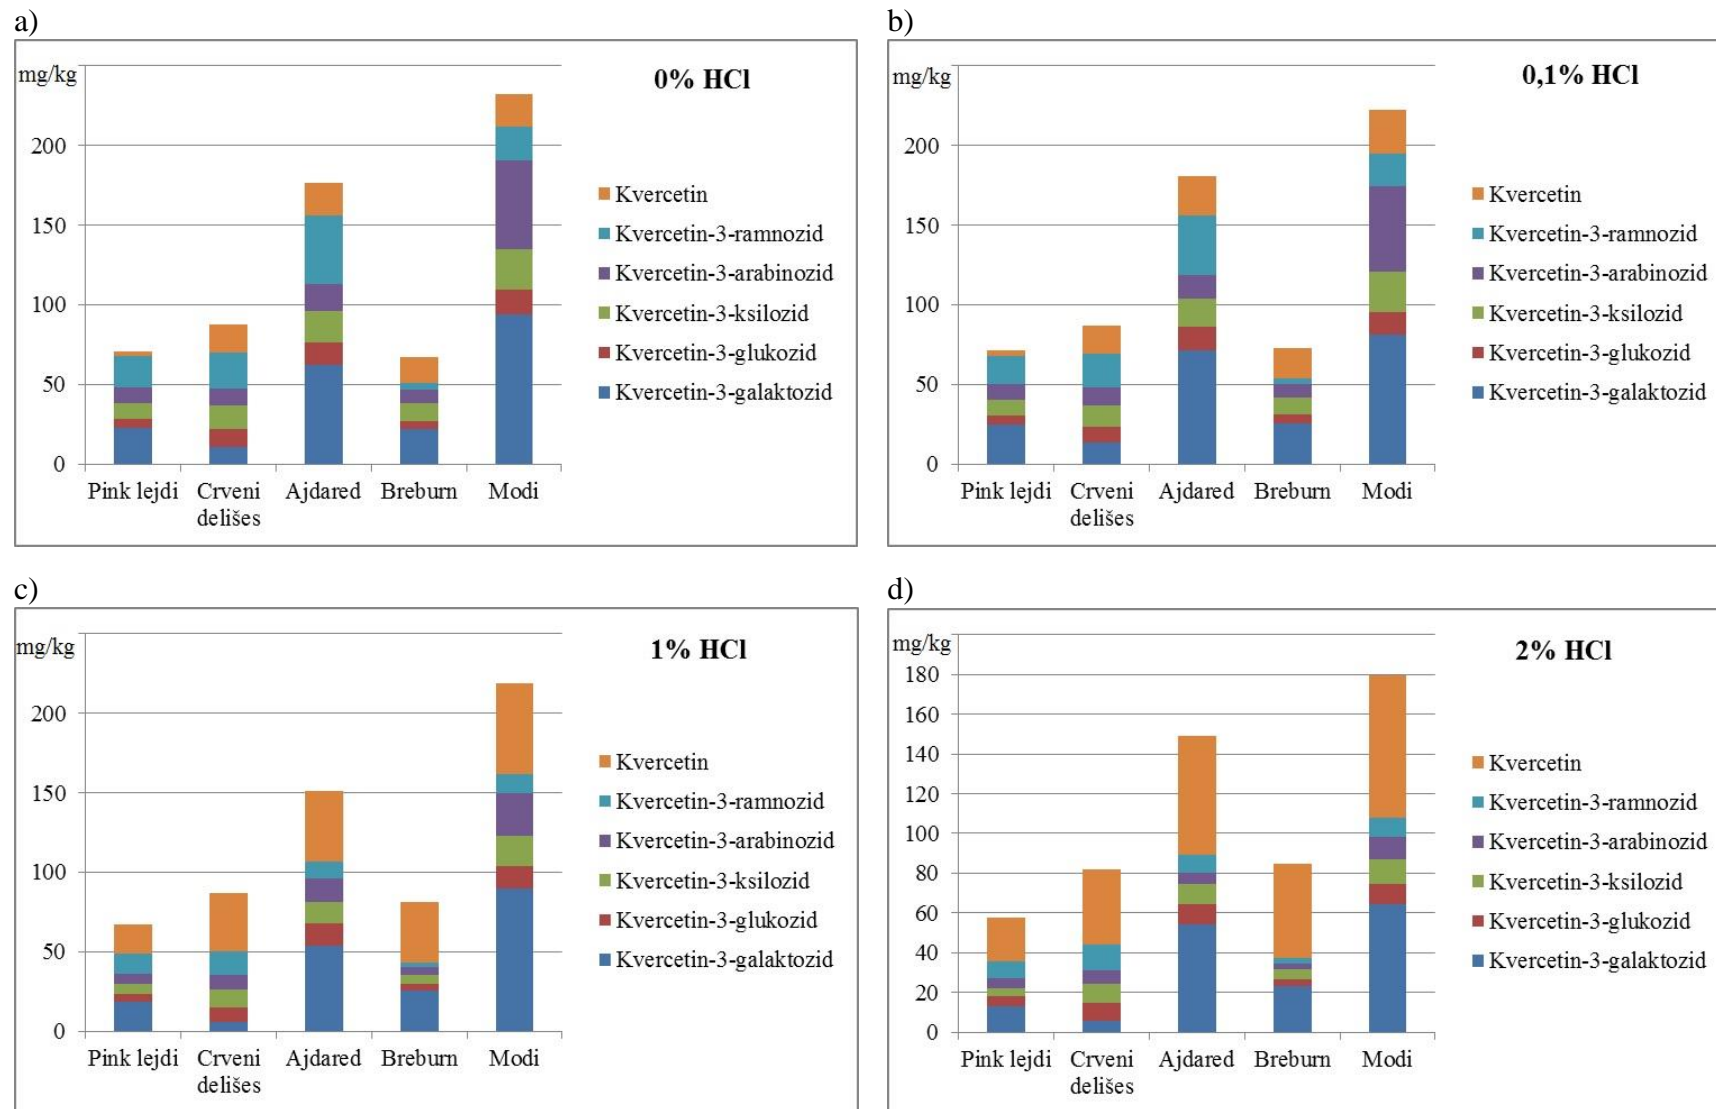 a)
mg/kg
0% HCl
200
150
100
50
0
Pink lejdi
Crveni
delišes
Ajdared
Breburn
Modi
Kvercetin
Kvercetin-3-ramnozid
Kvercetin-3-arabinozid
Kvercetin-3-ksilozid
Kvercetin-3-glukozid
Kvercetin-3-galaktozid
b)
mg/kg
0,1% HCl
200
150
100
50
0
Pink lejdi
Crveni
delišes
Ajdared
Breburn
Modi
Kvercetin
Kvercetin-3-ramnozid
Kvercetin-3-arabinozid
Kvercetin-3-ksilozid
Kvercetin-3-glukozid
Kvercetin-3-galaktozid
c)
mg/kg
1% HCl
200
150
100
50
0
Pink lejdi
Crveni
delišes
Ajdared
Breburn
Modi
Kvercetin
Kvercetin-3-ramnozid
Kvercetin-3-arabinozid
Kvercetin-3-ksilozid
Kvercetin-3-glukozid
Kvercetin-3-galaktozid
d)
mg/kg
2% HCl
180
160
140
120
100
80
60
40
20
0
Pink lejdi
Crveni
delišes
Ajdared
Breburn
Modi
Kvercetin
Kvercetin-3-ramnozid
Kvercetin-3-arabinozid
Kvercetin-3-ksilozid
Kvercetin-3-glukozid
Kvercetin-3-galaktozid